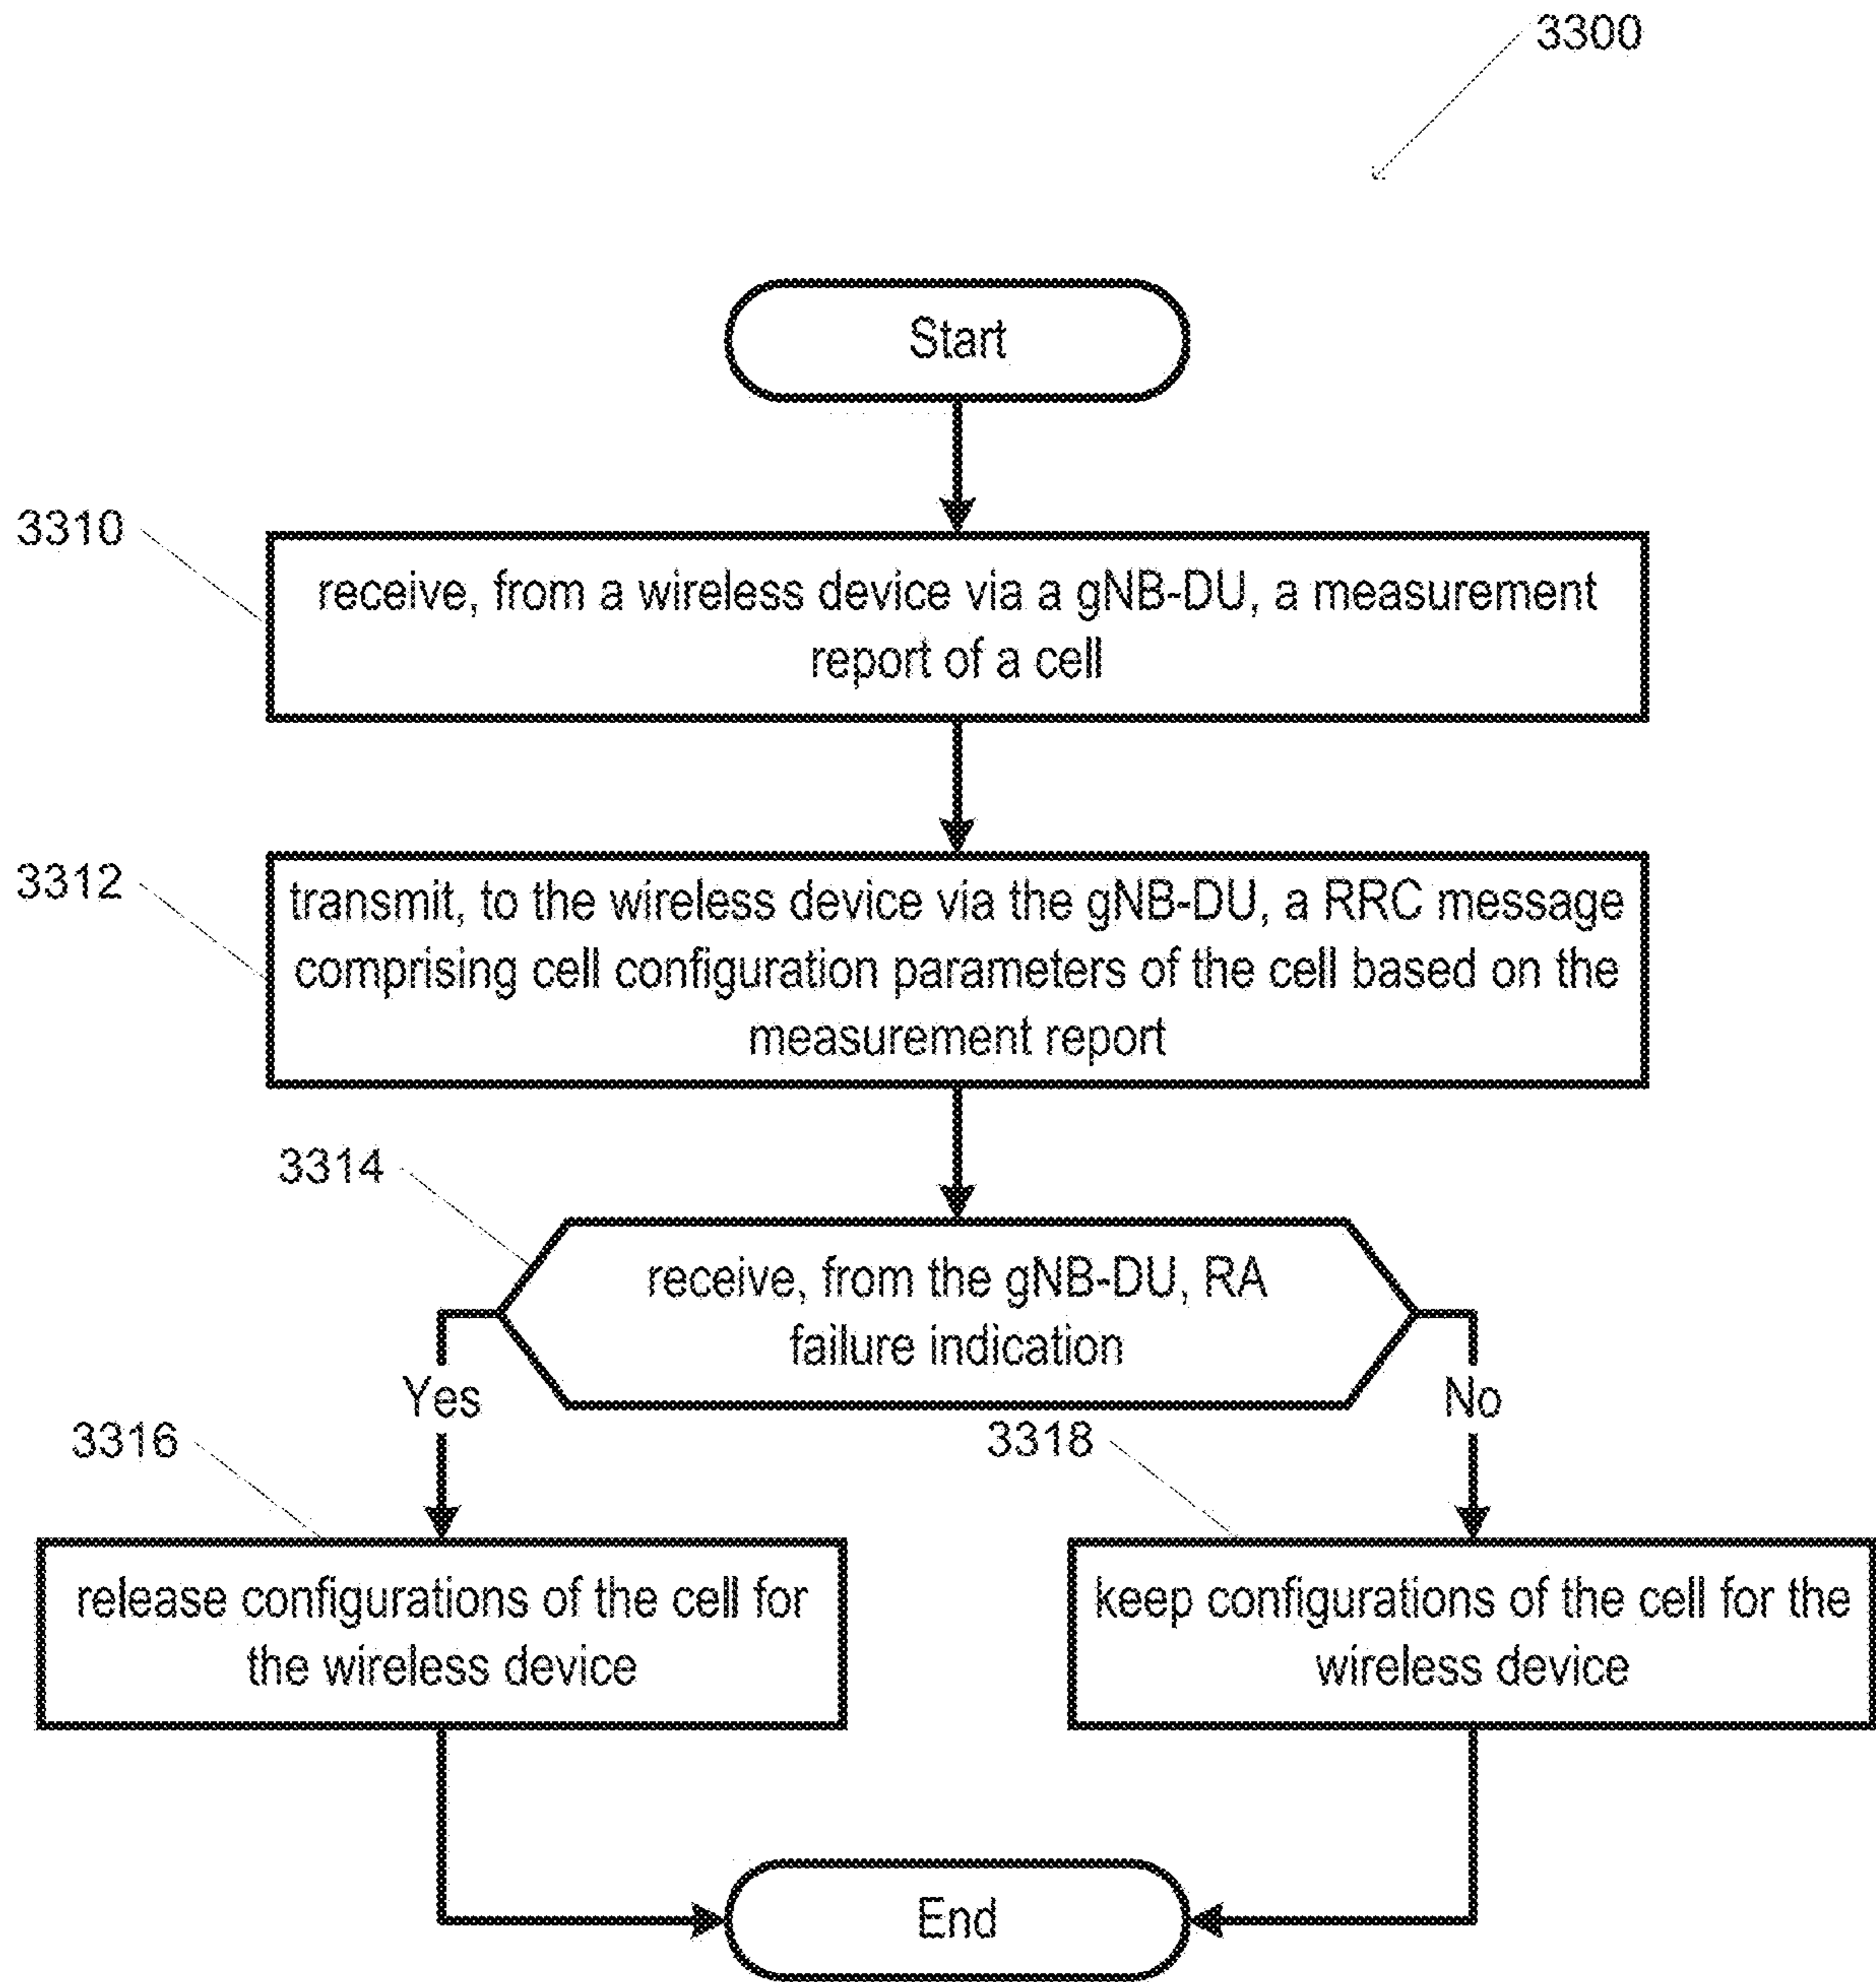 3300
Start
3310
receive, from a wireless device via a gNB-DU, a measurement
report of a cell
3312
transmit, to the wireless device via the gNB-DU, a RRC message
comprising cell configuration parameters of the cell based on the
measurement report
3314
receive, from the gNB-DU, RA
failure indication
Yes
No
3316
3318
release configurations of the cell for
the wireless device
keep configurations of the cell for the
wireless device
End